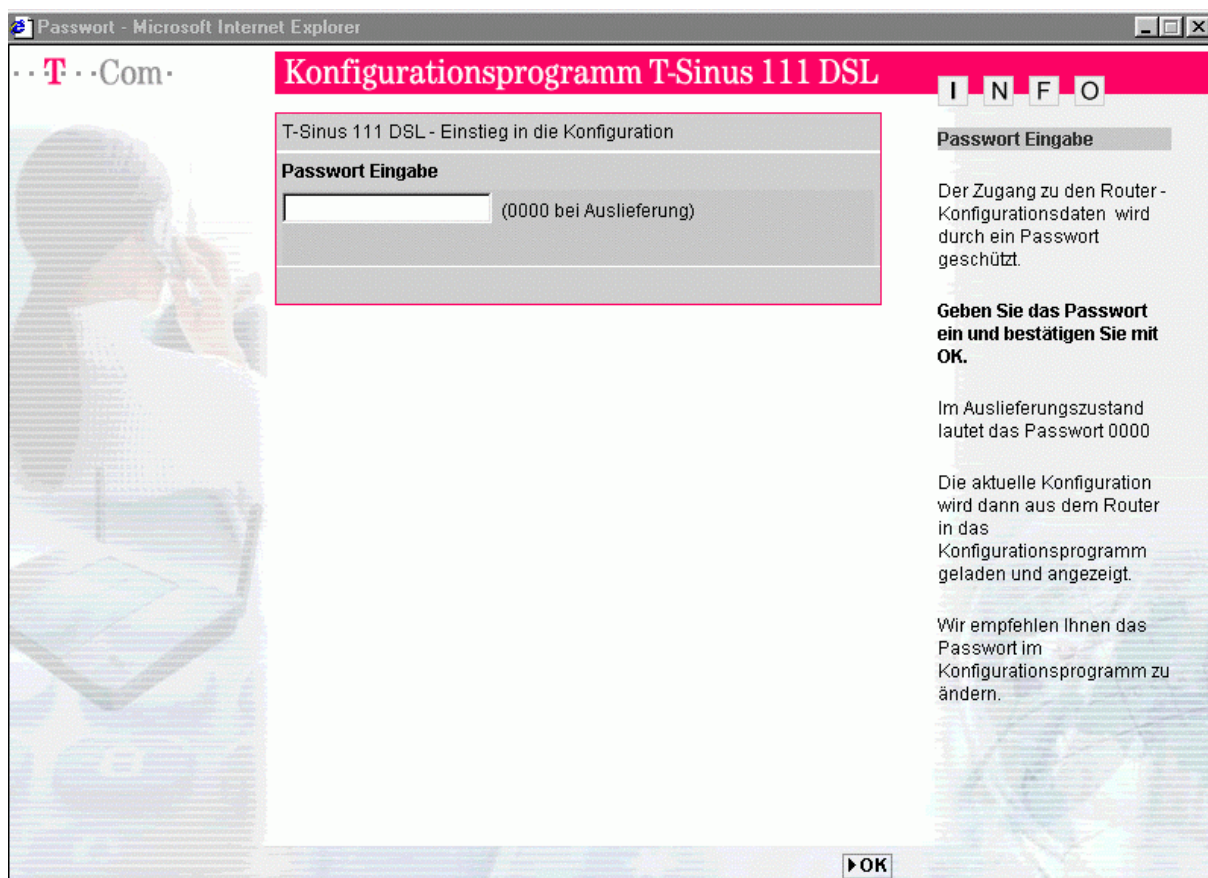 Passwort - Microsoft Internet Explorer
··T··Com·
Konfigurationsprogramm T-Sinus 111 DSL
T-Sinus 111 DSL - Einstieg in die Konfiguration
Passwort Eingabe
(0000 bei Auslieferung)
I N F O
Passwort Eingabe
Der Zugang zu den Router -
Konfigurationsdaten wird
durch ein Passwort
geschützt.
Geben Sie das Passwort
ein und bestätigen Sie mit
OK.
Im Auslieferungszustand
lautet das Passwort 0000
Die aktuelle Konfiguration
wird dann aus dem Router
in das
Konfigurationsprogramm
geladen und angezeigt.
Wir empfehlen Ihnen das
Passwort im
Konfigurationsprogramm zu
ändern.
OK